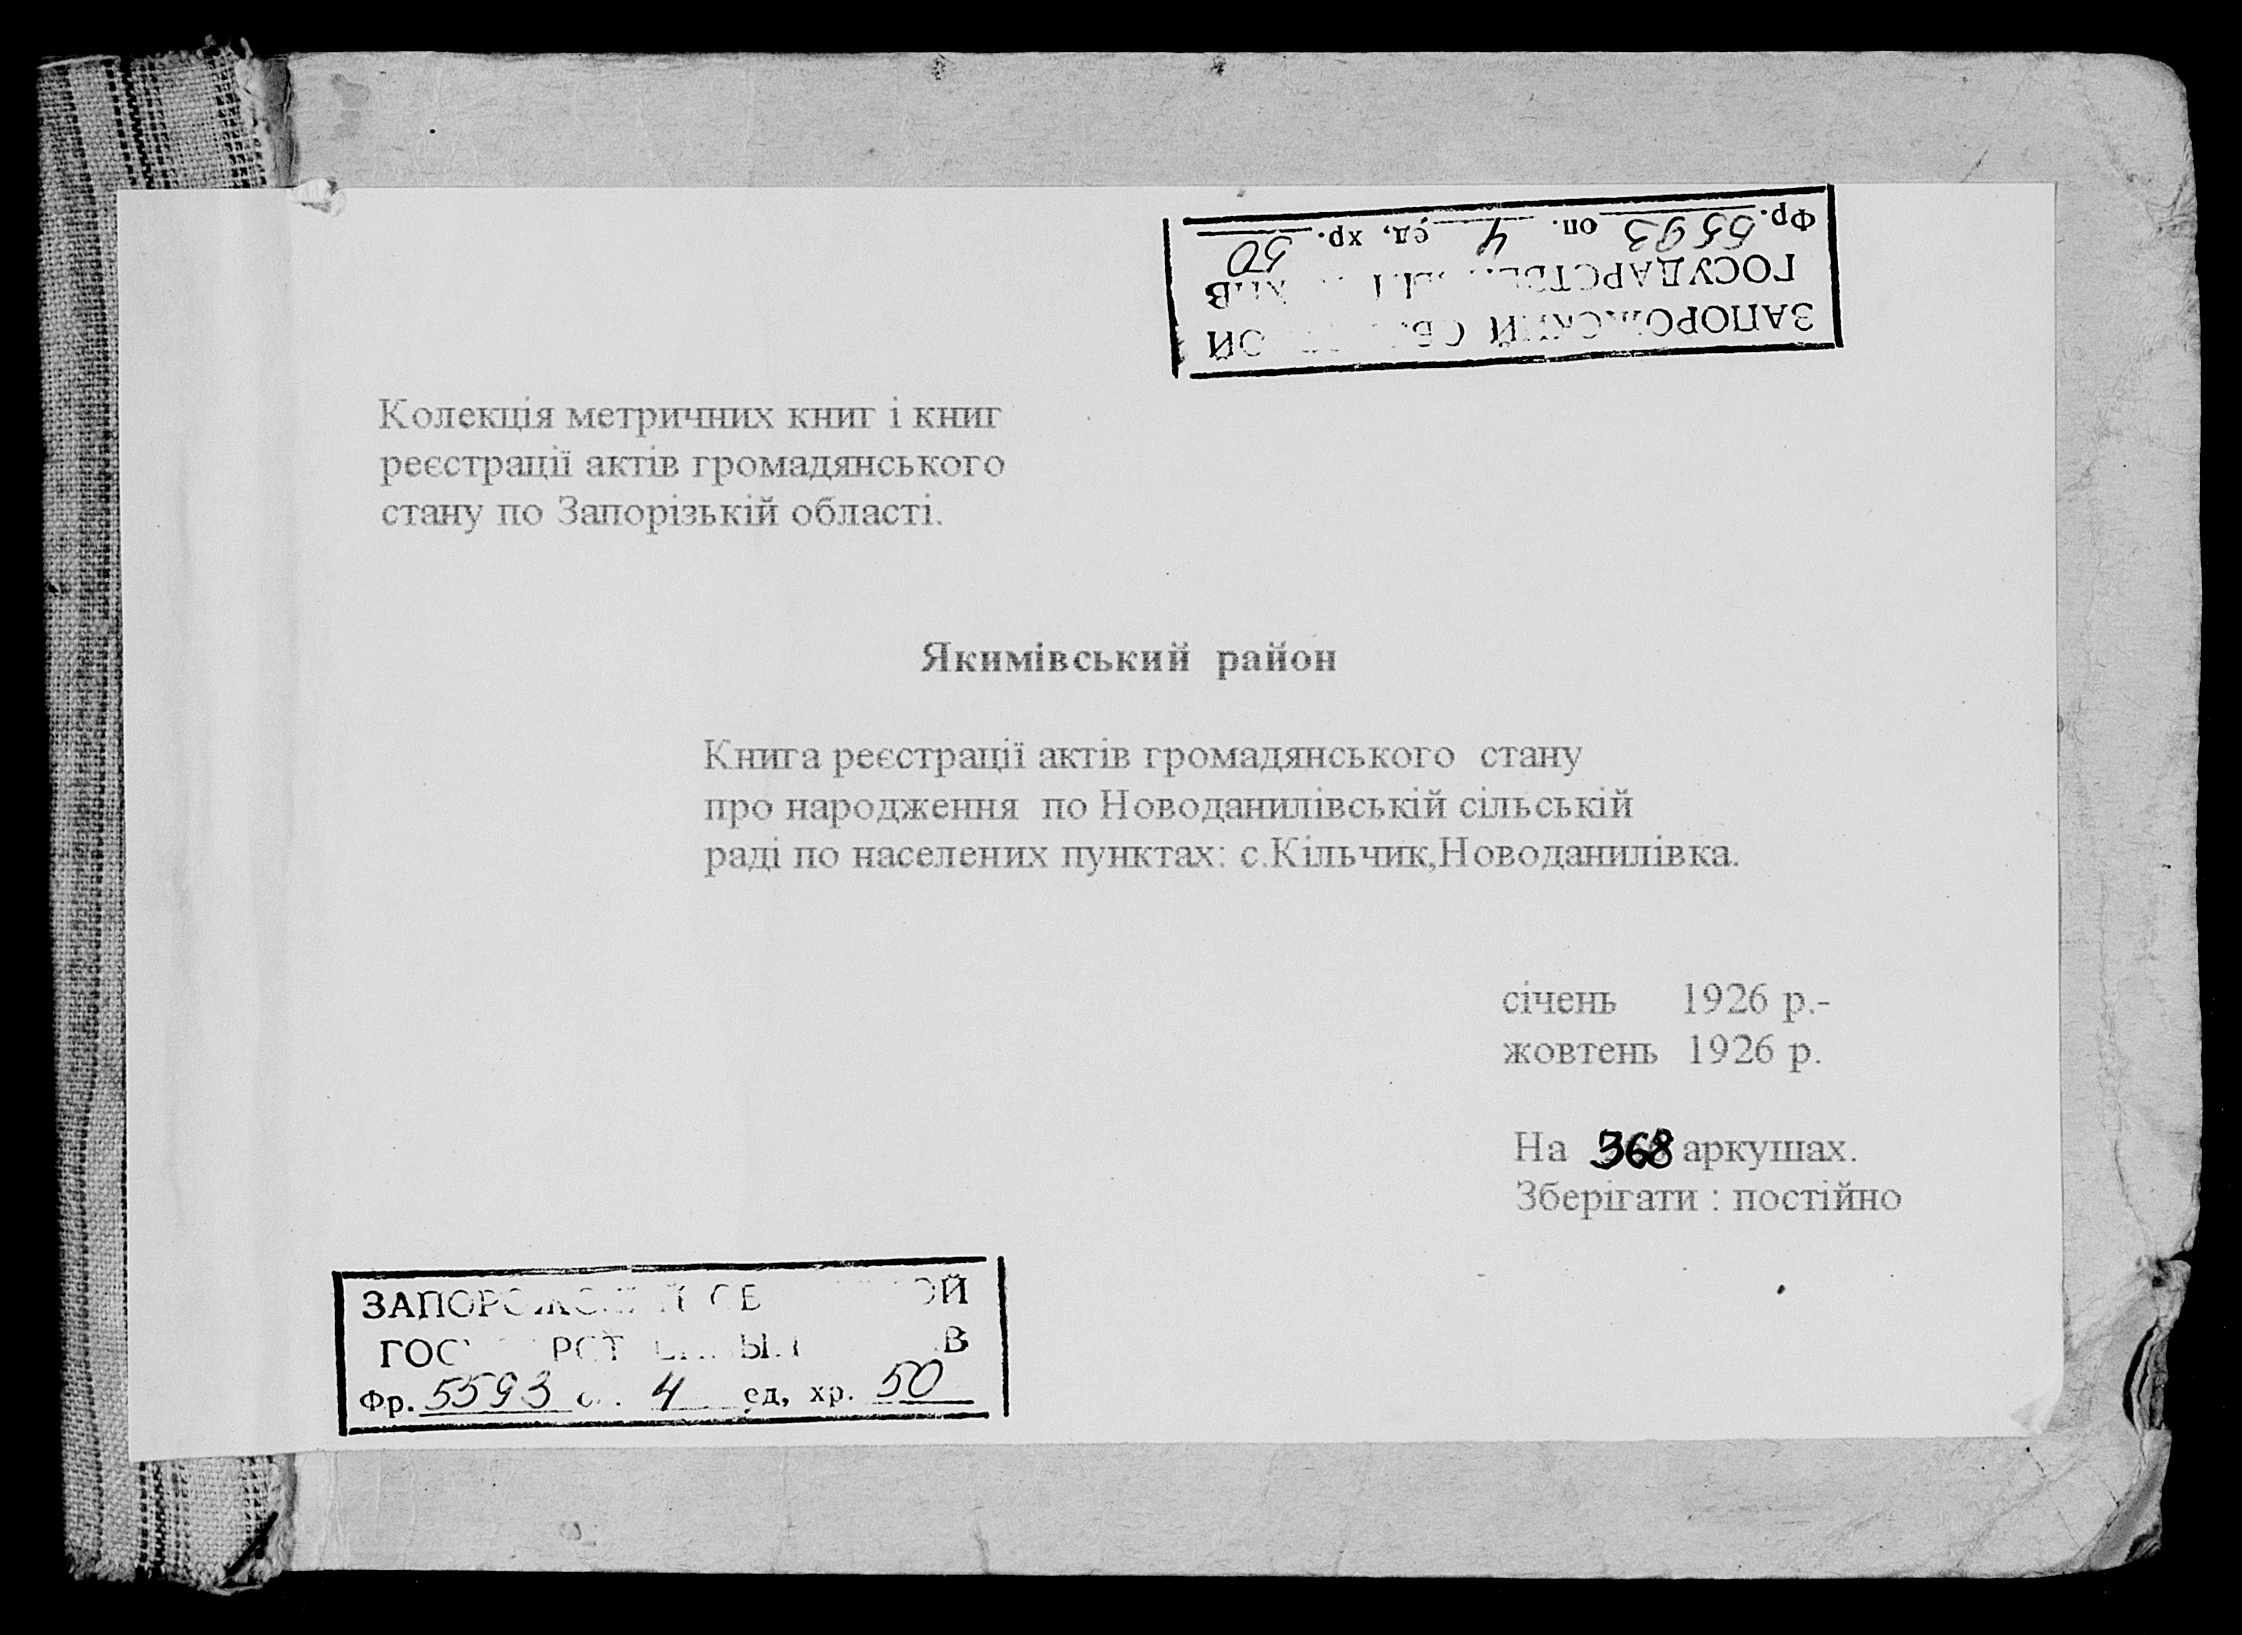 Фр. 5593 оп. 4 ед, хр. 50
Колекція метричних книг і книг
реєстрації актів громадянського
стану по Запорізькій області.
Якимівський район
Книга реєстрації актів громадянського стану
про народження по Новоданилівській сільській
раді по населених пунктах: с.Кільчик,Новоданилівка.
січень 1926 р.-
жовтень 1926 р.
На 368 аркушах.
Зберігати : постійно
Фр. 5593 4 ед, хр. 50